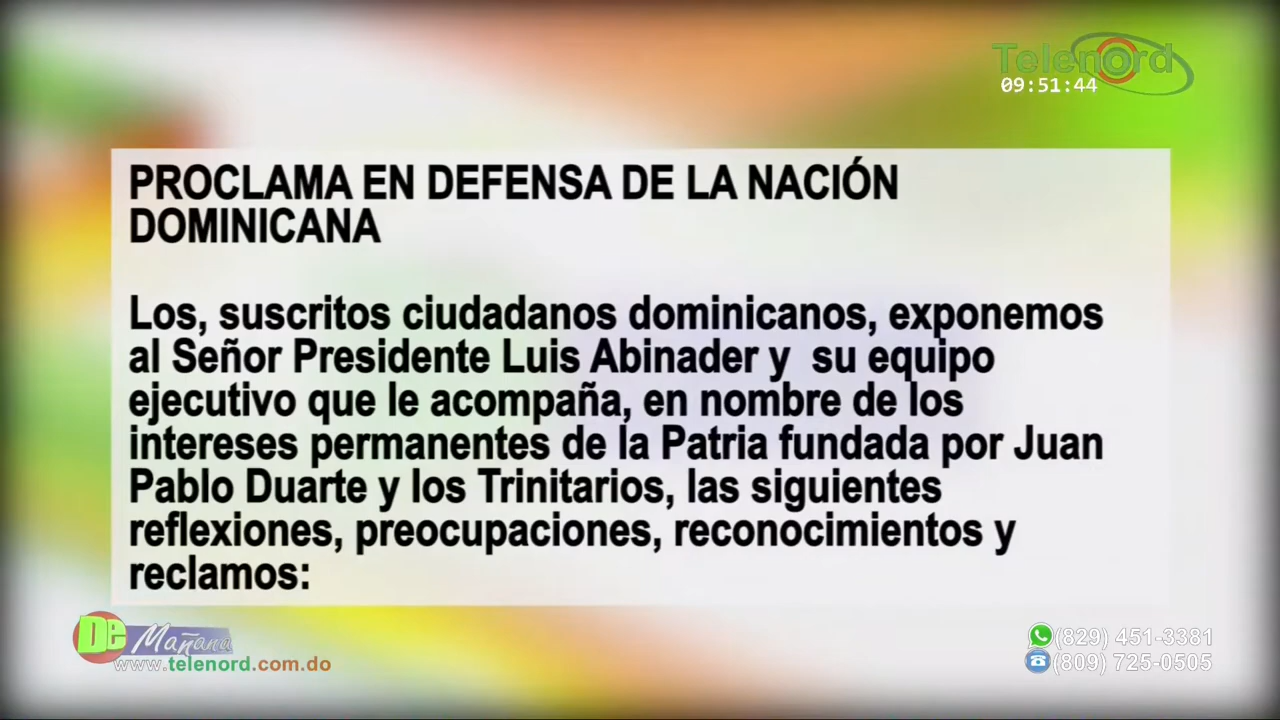 Telenord
09:51:44
PROCLAMA EN DEFENSA DE LA NACIÓN
DOMINICANA
Los, suscritos ciudadanos dominicanos, exponemos
al Señor Presidente Luis Abinader y  su equipo
ejecutivo que le acompaña, en nombre de los
intereses permanentes de la Patria fundada por Juan
Pablo Duarte y los Trinitarios, las siguientes
reflexiones, preocupaciones, reconocimientos y
reclamos:
De Mañana
www.telenord.com.do
(829) 451-3381
(809) 725-0505